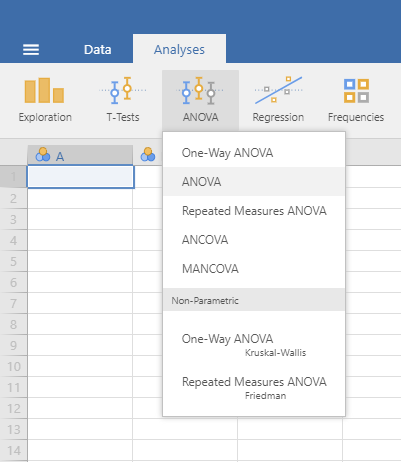 Data
Analyses
Exploration
T-Tests
ANOVA
Regression
Frequencies
A
One-Way ANOVA
ANOVA
Repeated Measures ANOVA
ANCOVA
MANCOVA
Non-Parametric
One-Way ANOVA
Kruskal-Wallis
Repeated Measures ANOVA
Friedman
1
2
3
4
5
6
7
8
9
10
11
12
13
14